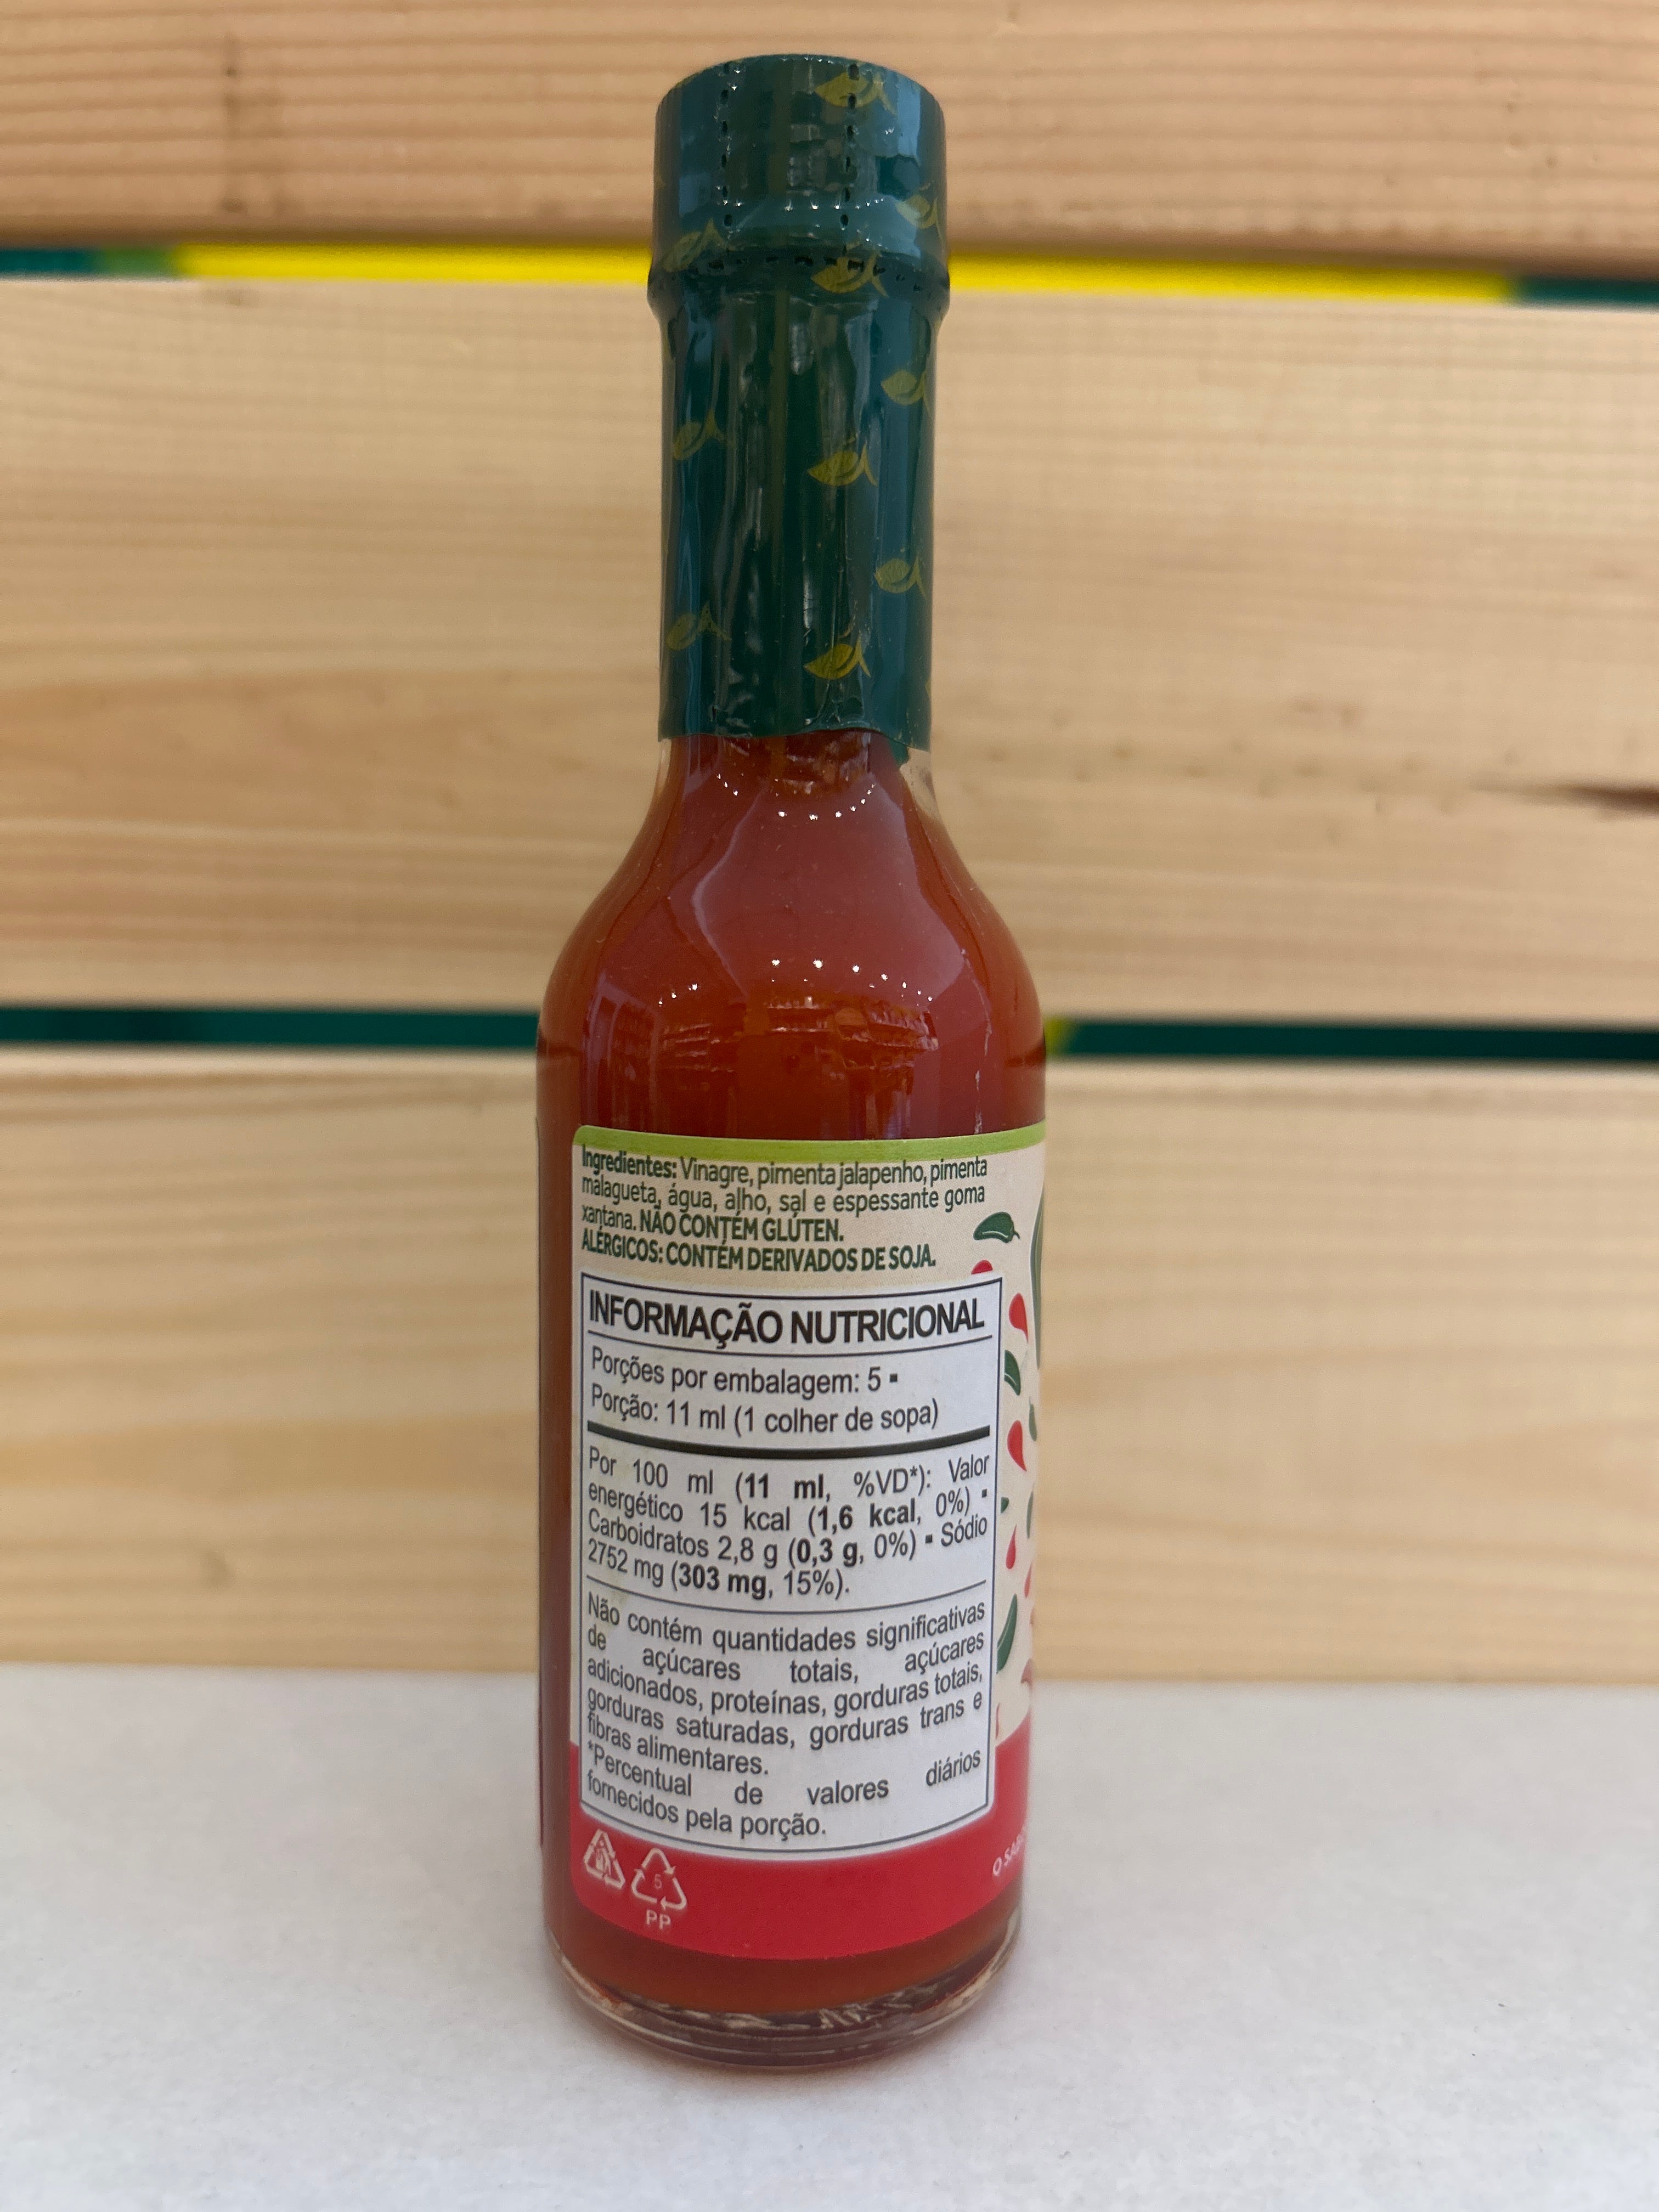 Ingredientes: Vinagre, pimenta jalapenho, pimenta
malagueta, água, alho, sal e espessante goma
xantana. NÃO CONTÉM GLÚTEN.
ALÉRGICOS: CONTÉM DERIVADOS DE SOJA.
INFORMAÇÃO NUTRICIONAL
Porções por embalagem: 5 ▪
Porção: 11 ml (1 colher de sopa)
Por 100 ml (11 ml, %VD*): Valor
energético 15 kcal (1,6 kcal, 0%) ▪
Carboidratos 2,8 g (0,3 g, 0%) ▪ Sódio
2752 mg (303 mg, 15%).
Não contém quantidades significativas
de açúcares totais, açúcares
adicionados, proteínas, gorduras totais,
gorduras saturadas, gorduras trans e
fibras alimentares.
*Percentual de valores diários
fornecidos pela porção.
5
PP
O